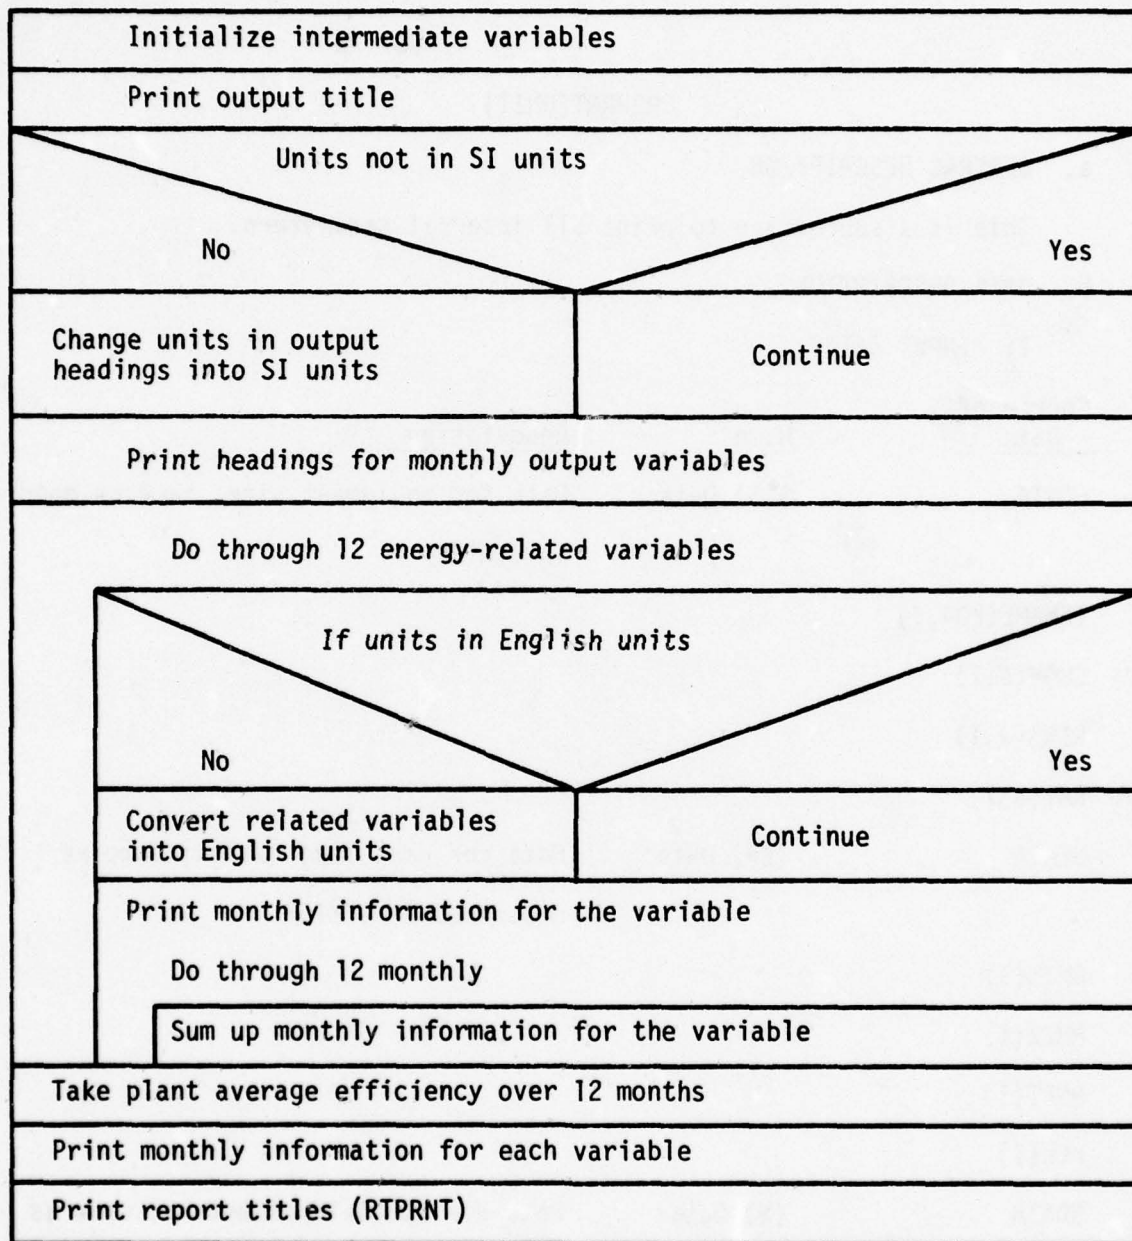 Initialize intermediate variables
Print output title
Units not in SI units
No
Yes
Change units in output
headings into SI units
Continue
Print headings for monthly output variables
Do through 12 energy-related variables
If units in English units
No
Yes
Convert related variables
into English units
Continue
Print monthly information for the variable
Do through 12 monthly
Sum up monthly information for the variable
Take plant average efficiency over 12 months
Print monthly information for each variable
Print report titles (RTPRNT)